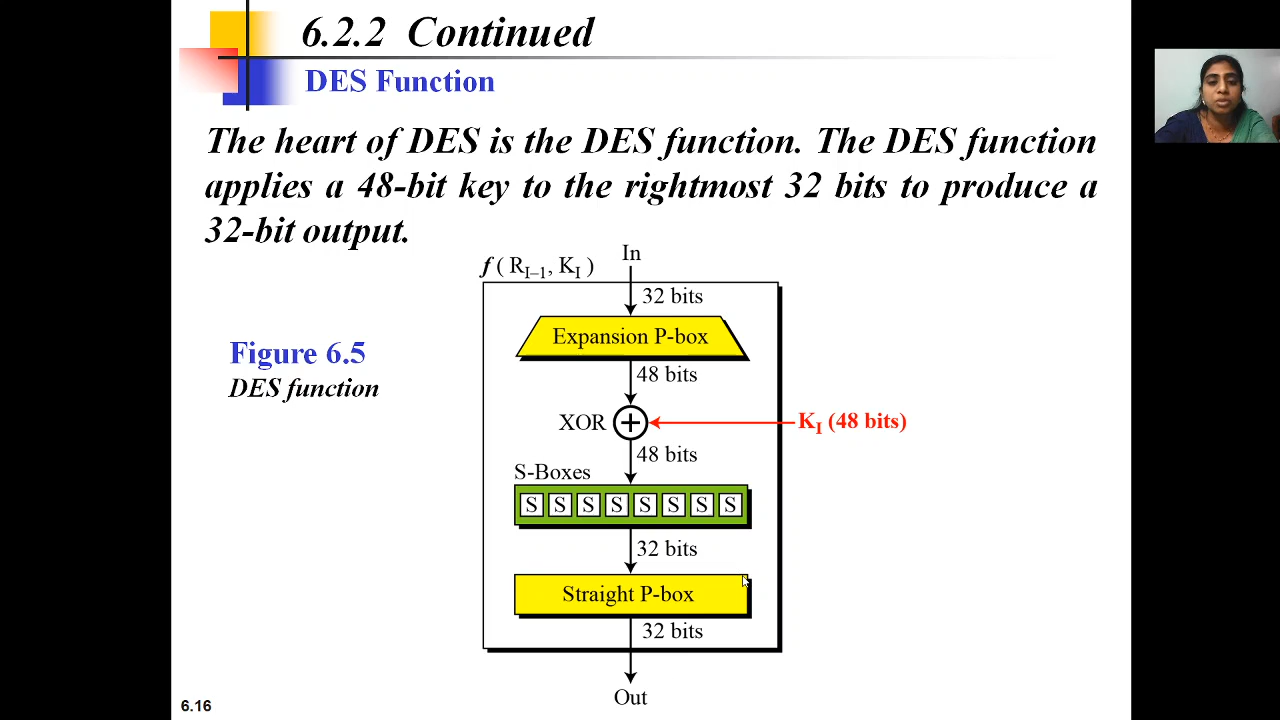 6.2.2 Continued
DES Function
The heart of DES is the DES function. The DES function
applies a 48-bit key to the rightmost 32 bits to produce a
32-bit output.
In
f ( R_{I–1}, K_I )
32 bits
Expansion P-box
Figure 6.5
48 bits
DES function
XOR
K_I (48 bits)
48 bits
S-Boxes
S S S S S S S S
32 bits
Straight P-box
32 bits
Out
6.16